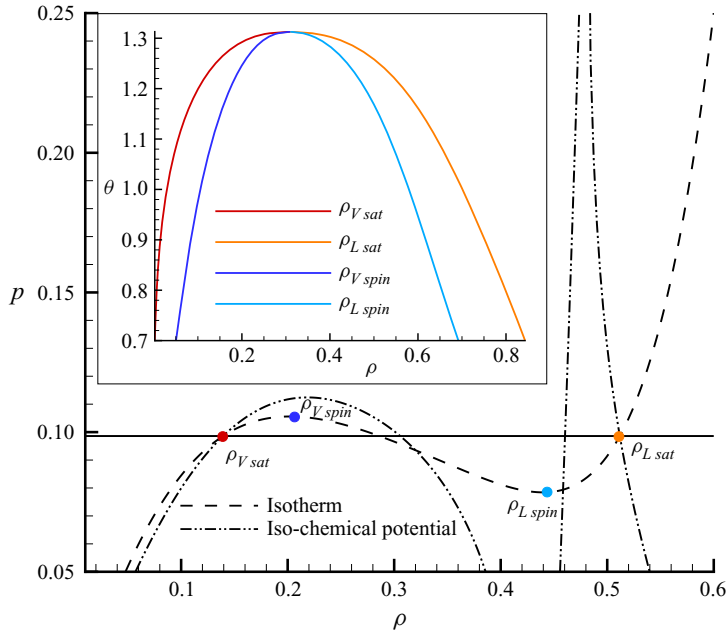 0.25
0.20
0.15
0.10
0.05
p
0.1
0.2
0.3
0.4
0.5
0.6
ρ
1.3
1.2
1.1
1.0
0.9
0.8
0.7
θ
0.2
0.4
0.6
0.8
ρ
ρV sat
ρL sat
ρV spin
ρL spin
ρV spin
ρV sat
ρL sat
ρL spin
Isotherm
Iso-chemical potential